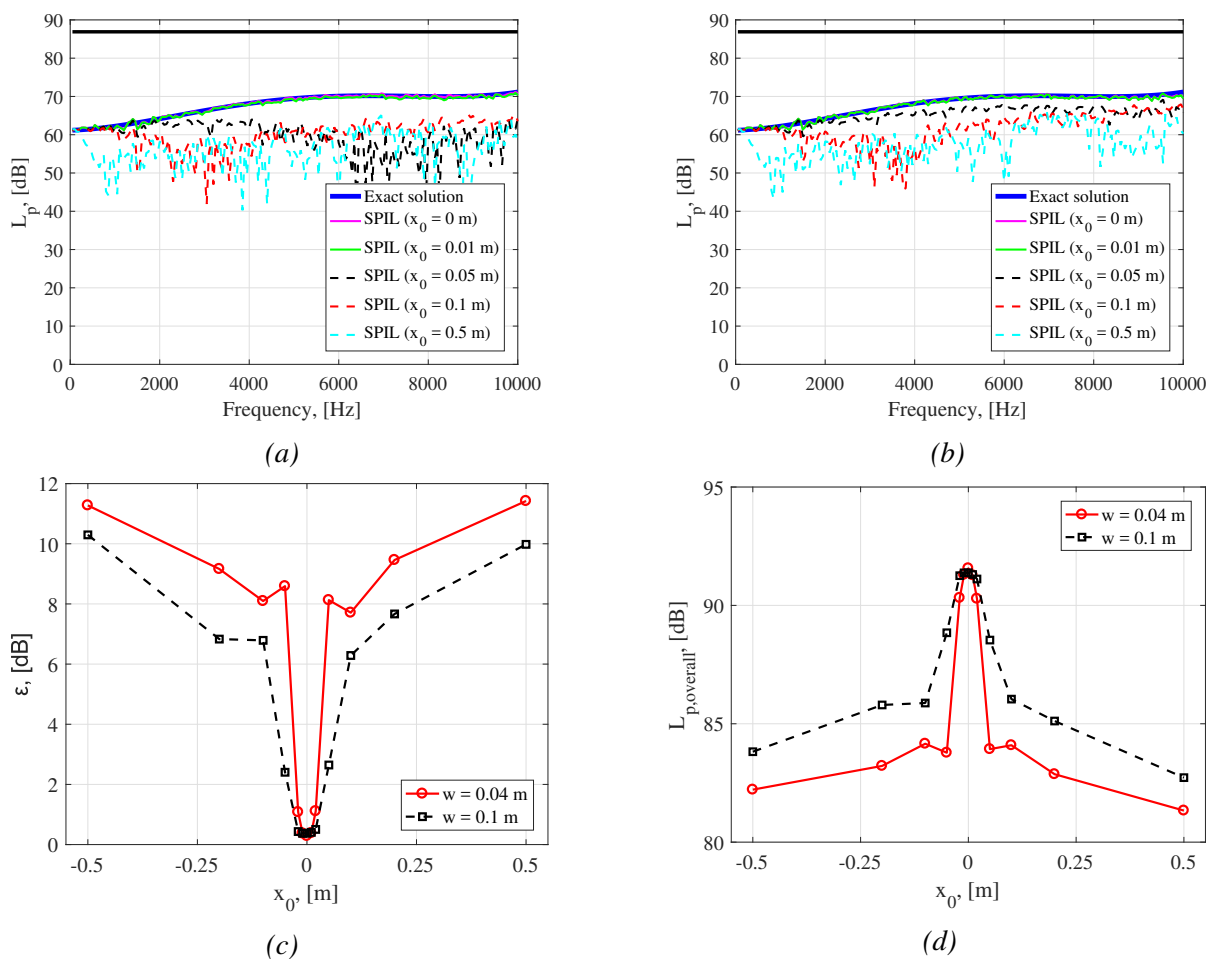 90
80
70
60
50
40
30
20
10
0
L_p, [dB]
0 2000 4000 6000 8000 10000
Frequency, [Hz]
Exact solution
SPIL (x_0 = 0 m)
SPIL (x_0 = 0.01 m)
SPIL (x_0 = 0.05 m)
SPIL (x_0 = 0.1 m)
SPIL (x_0 = 0.5 m)
(a)
90
80
70
60
50
40
30
20
10
0
L_p, [dB]
0 2000 4000 6000 8000 10000
Frequency, [Hz]
Exact solution
SPIL (x_0 = 0 m)
SPIL (x_0 = 0.01 m)
SPIL (x_0 = 0.05 m)
SPIL (x_0 = 0.1 m)
SPIL (x_0 = 0.5 m)
(b)
12
10
8
6
4
2
0
ε, [dB]
w = 0.04 m
w = 0.1 m
-0.5 -0.25 0 0.25 0.5
x_0, [m]
(c)
95
90
85
80
L_p,overall, [dB]
w = 0.04 m
w = 0.1 m
-0.5 -0.25 0 0.25 0.5
x_0, [m]
(d)